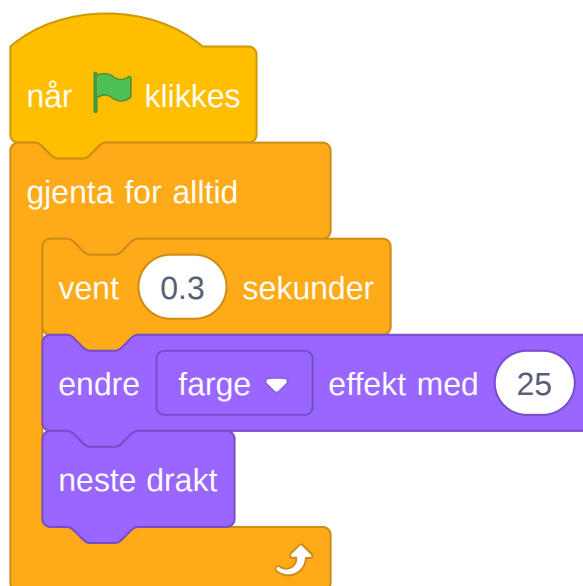 når klikkes
gjenta for alltid
vent 0.3 sekunder
endre farge effekt med 25
neste drakt